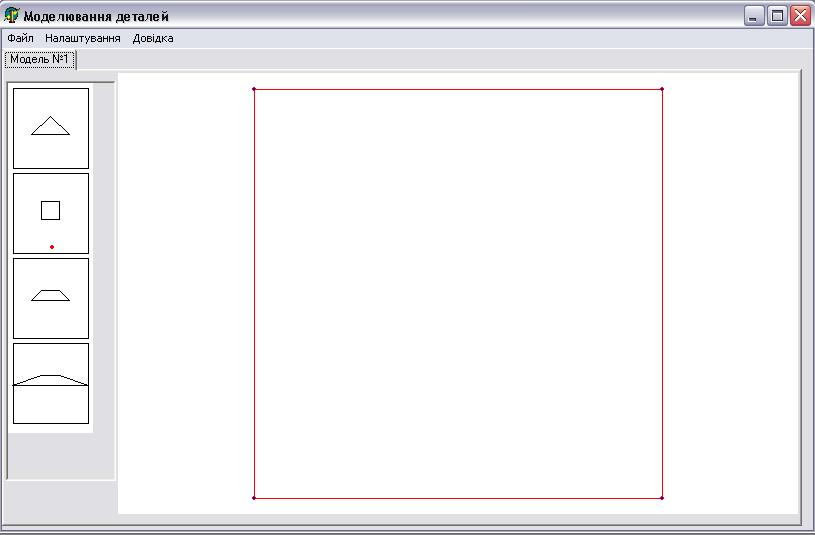 Моделювання деталей
Файл Налаштування Довідка
Модель №1